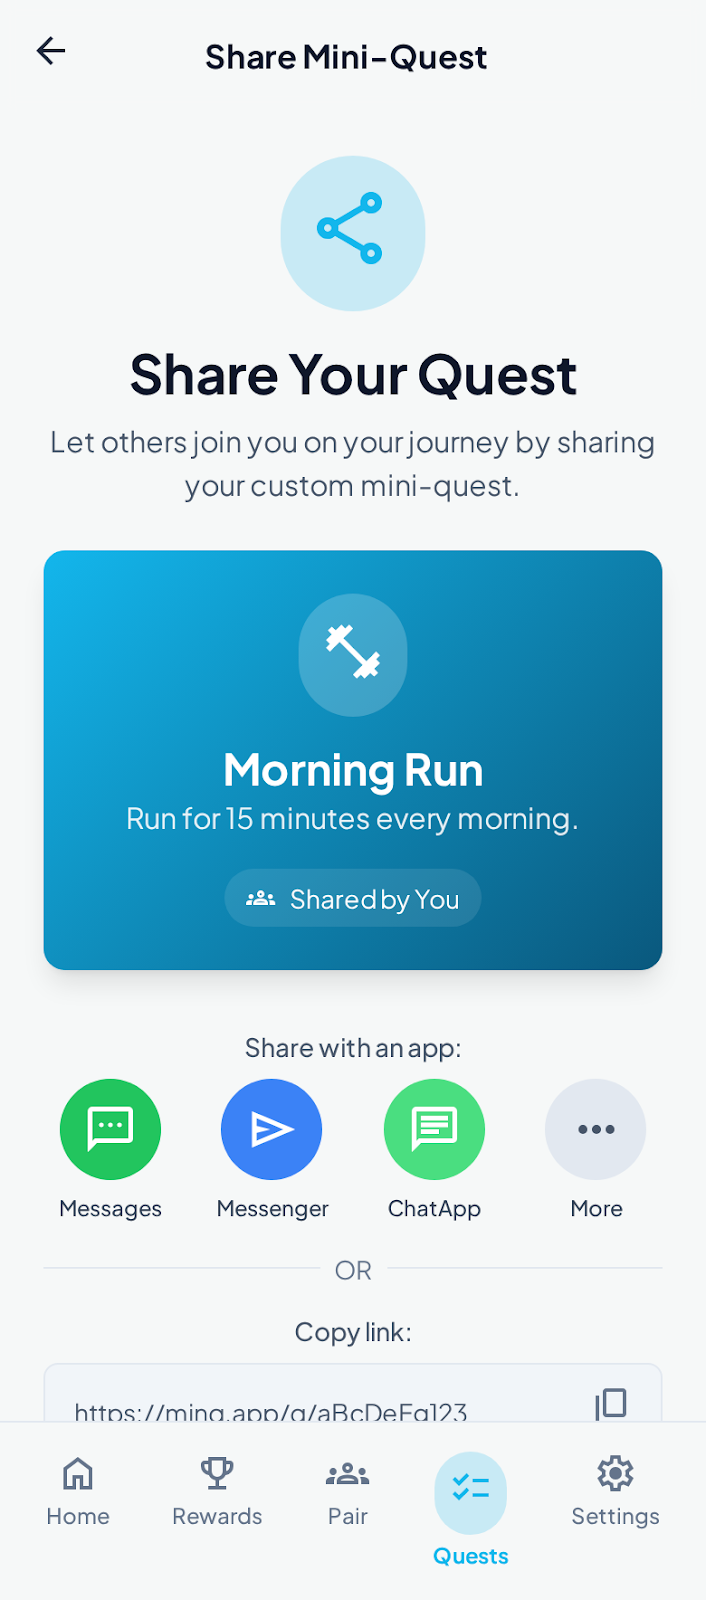 Share Mini-Quest
Share Your Quest
Let others join you on your journey by sharing
your custom mini-quest.
Morning Run
Run for 15 minutes every morning.
Shared by You
Share with an app:
Messages
Messenger
ChatApp
More
OR
Copy link:
https://ming.app/q/aBcDeFg123
Home
Rewards
Pair
Quests
Settings